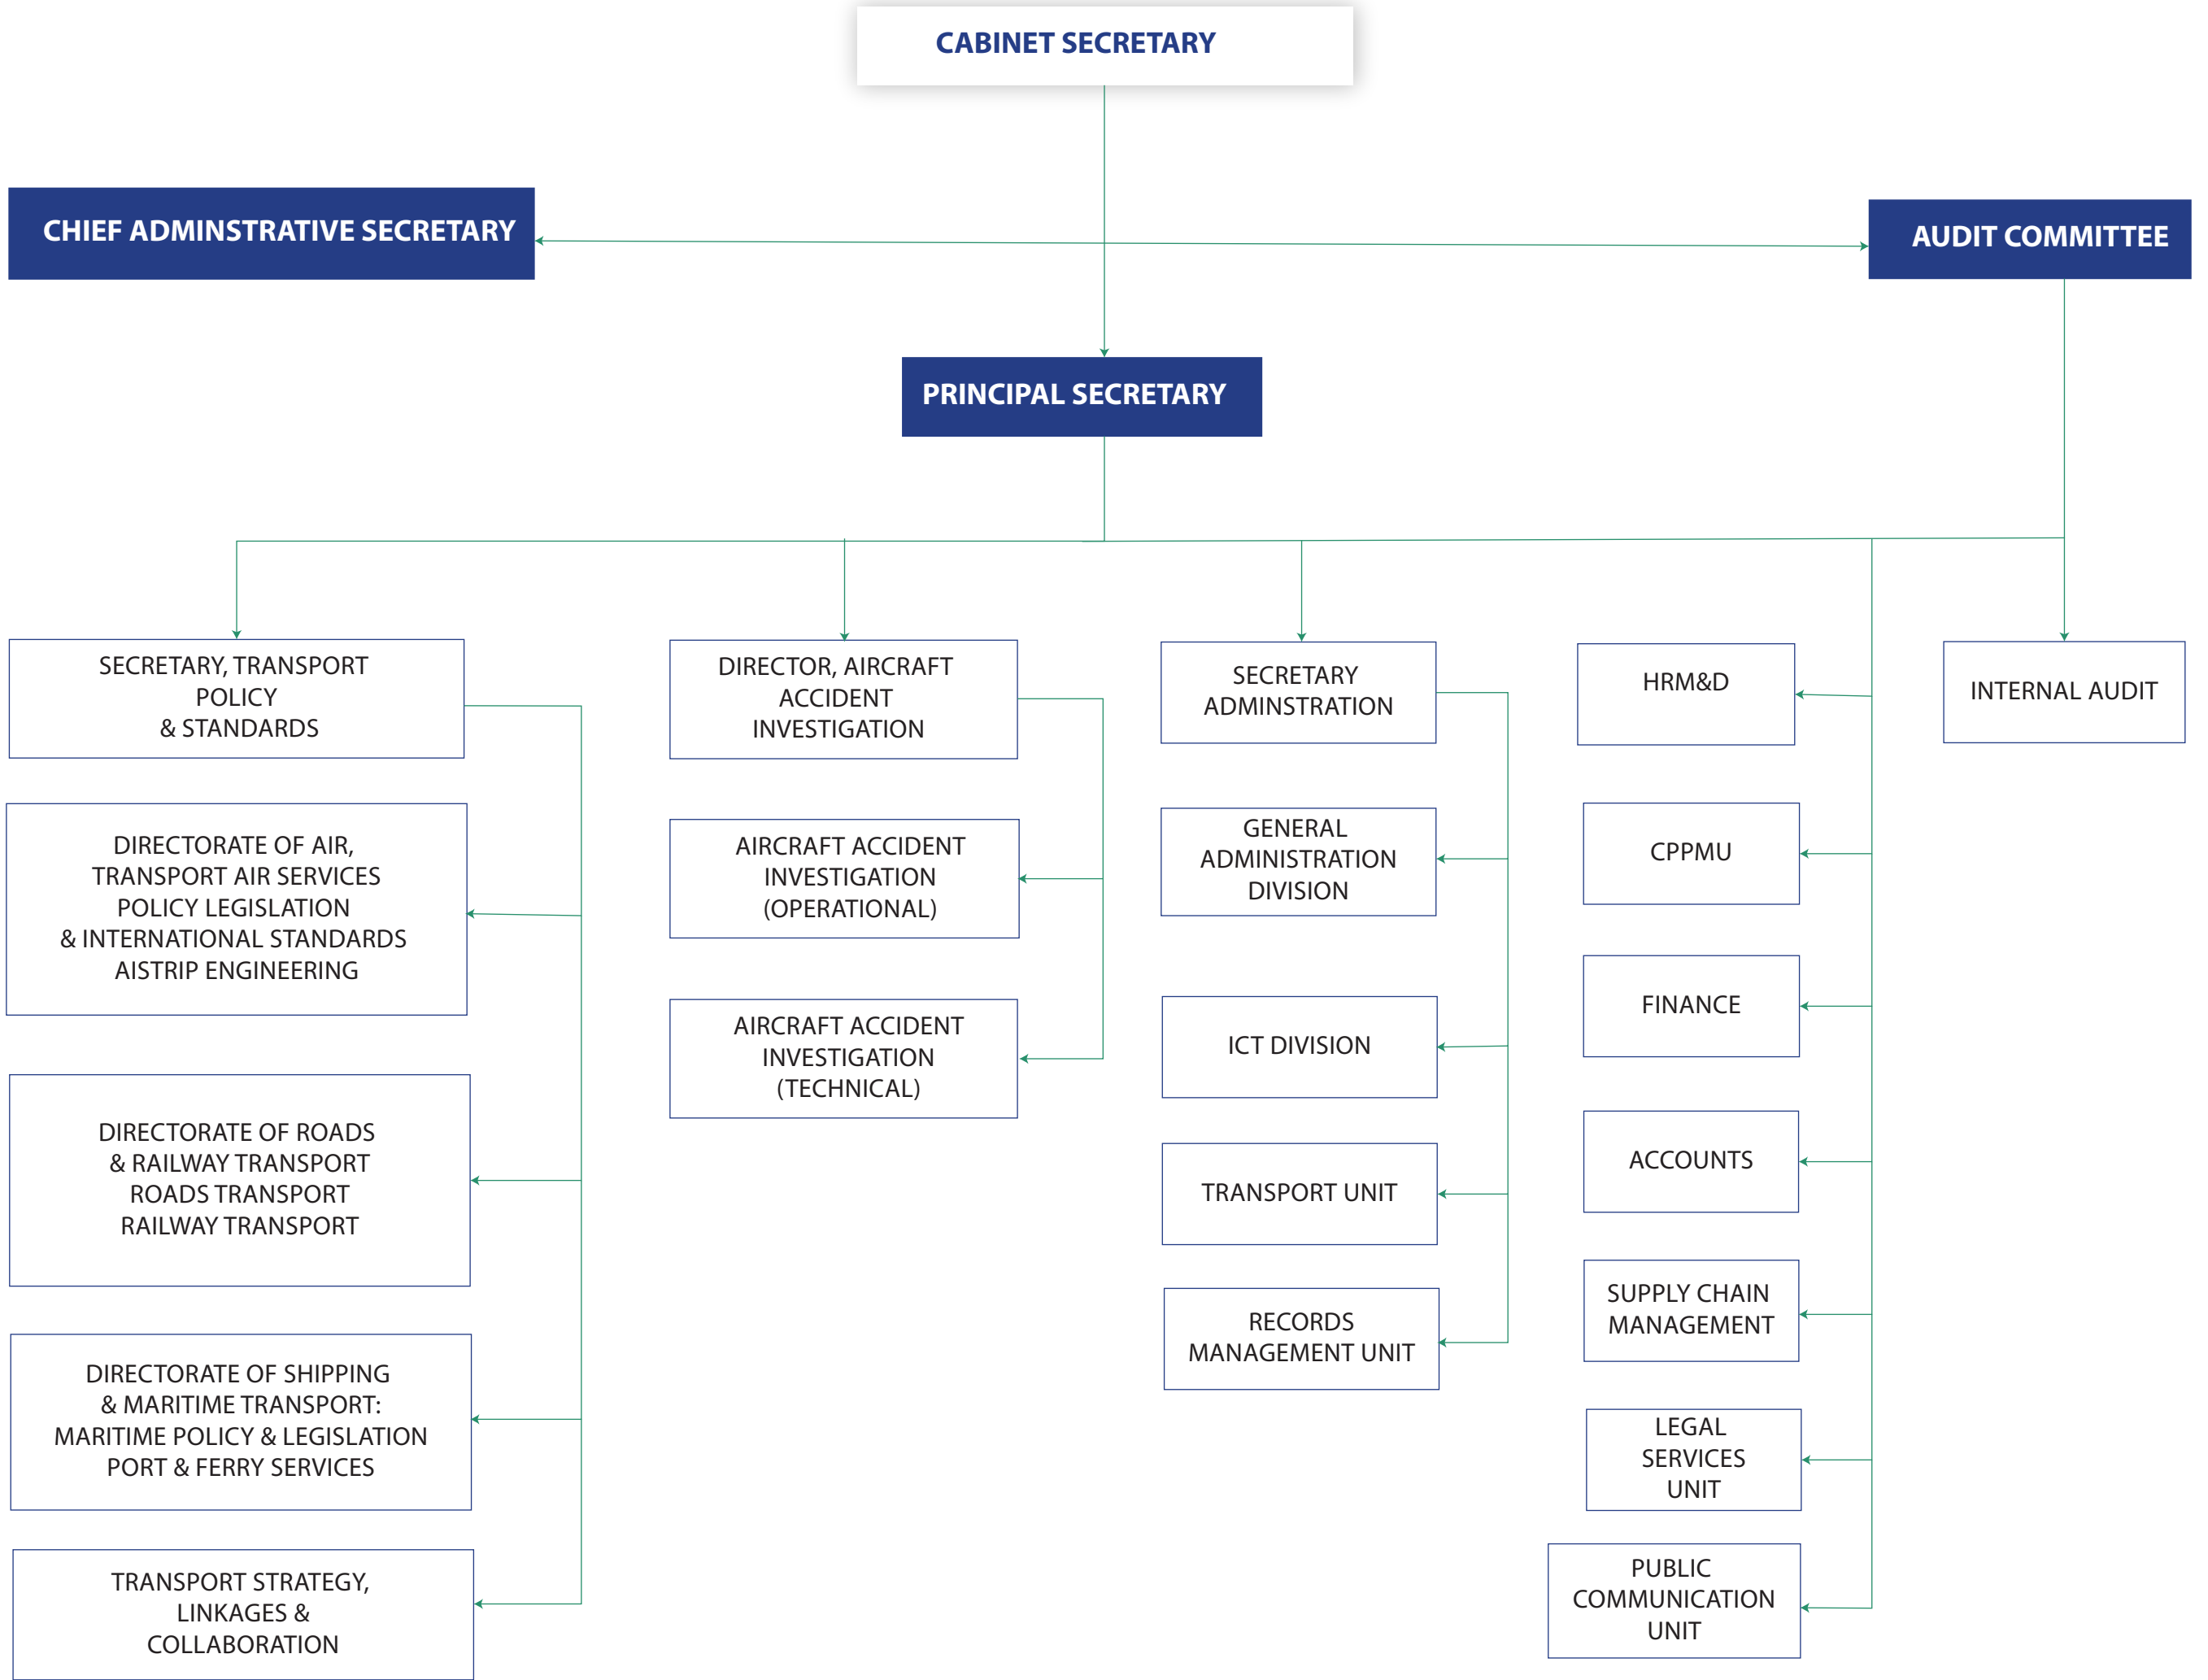 CABINET SECRETARY
CHIEF ADMINSTRATIVE SECRETARY
AUDIT COMMITTEE
PRINCIPAL SECRETARY
SECRETARY, TRANSPORT
POLICY
& STANDARDS
DIRECTORATE OF AIR,
TRANSPORT AIR SERVICES
POLICY LEGISLATION
& INTERNATIONAL STANDARDS
AISTRIP ENGINEERING
DIRECTORATE OF ROADS
& RAILWAY TRANSPORT
ROADS TRANSPORT
RAILWAY TRANSPORT
DIRECTORATE OF SHIPPING
& MARITIME TRANSPORT:
MARITIME POLICY & LEGISLATION
PORT & FERRY SERVICES
TRANSPORT STRATEGY,
LINKAGES &
COLLABORATION
DIRECTOR, AIRCRAFT
ACCIDENT
INVESTIGATION
AIRCRAFT ACCIDENT
INVESTIGATION
(OPERATIONAL)
AIRCRAFT ACCIDENT
INVESTIGATION
(TECHNICAL)
SECRETARY
ADMINSTRATION
GENERAL
ADMINISTRATION
DIVISION
ICT DIVISION
TRANSPORT UNIT
RECORDS
MANAGEMENT UNIT
HRM&D
CPPMU
FINANCE
ACCOUNTS
SUPPLY CHAIN
MANAGEMENT
LEGAL
SERVICES
UNIT
PUBLIC
COMMUNICATION
UNIT
INTERNAL AUDIT